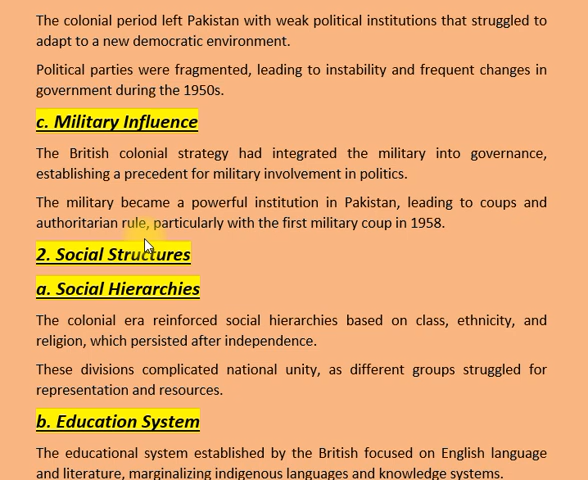 The colonial period left Pakistan with weak political institutions that struggled to
adapt to a new democratic environment.
Political parties were fragmented, leading to instability and frequent changes in
government during the 1950s.
c. Military Influence
The British colonial strategy had integrated the military into governance,
establishing a precedent for military involvement in politics.
The military became a powerful institution in Pakistan, leading to coups and
authoritarian rule, particularly with the first military coup in 1958.
2. Social Structures
a. Social Hierarchies
The colonial era reinforced social hierarchies based on class, ethnicity, and
religion, which persisted after independence.
These divisions complicated national unity, as different groups struggled for
representation and resources.
b. Education System
The educational system established by the British focused on English language
and literature, marginalizing indigenous languages and knowledge systems.